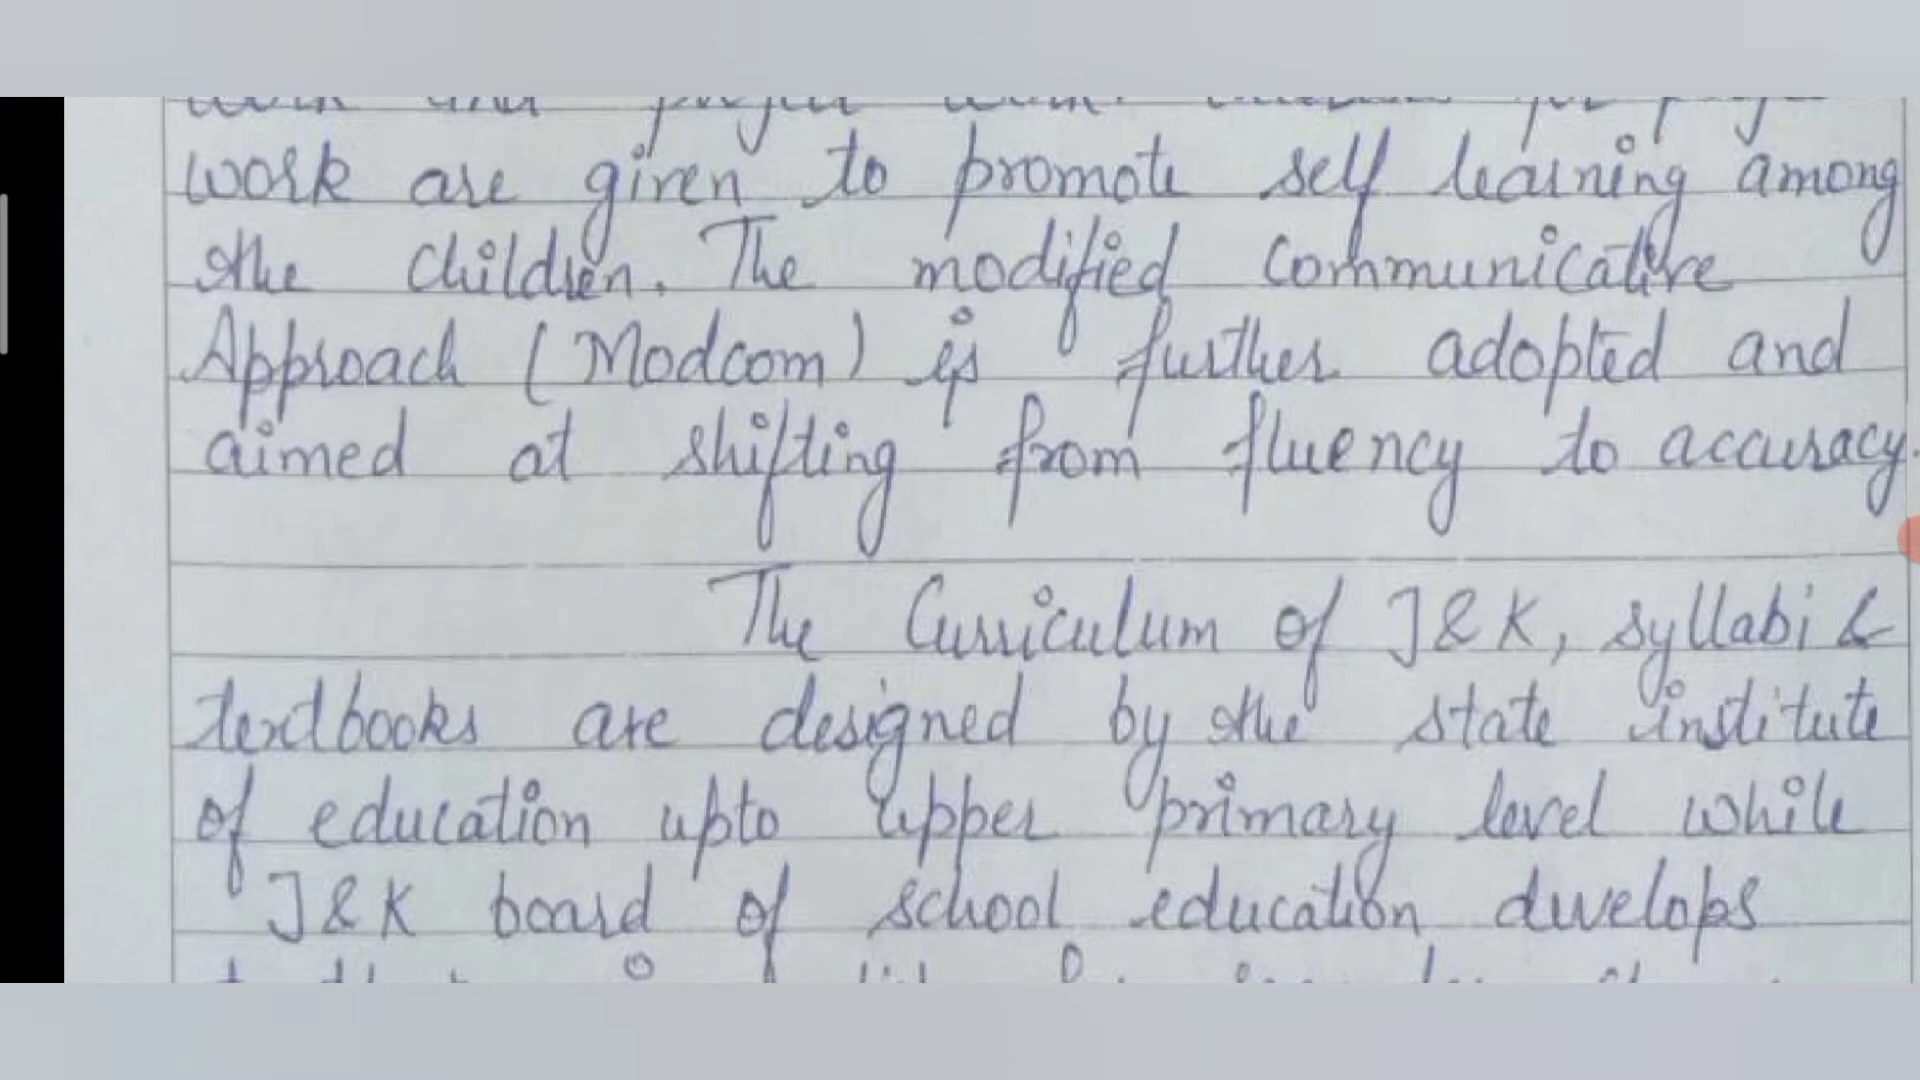 work are given to promote self learning among
the children. The modified Communicative
Approach (Modcom) is further adopted and
aimed at shifting from fluency to accuracy.
The Curriculum of J&K, syllabi &
textbooks are designed by the state institute
of education upto upper primary level while
J&K board of school education develops